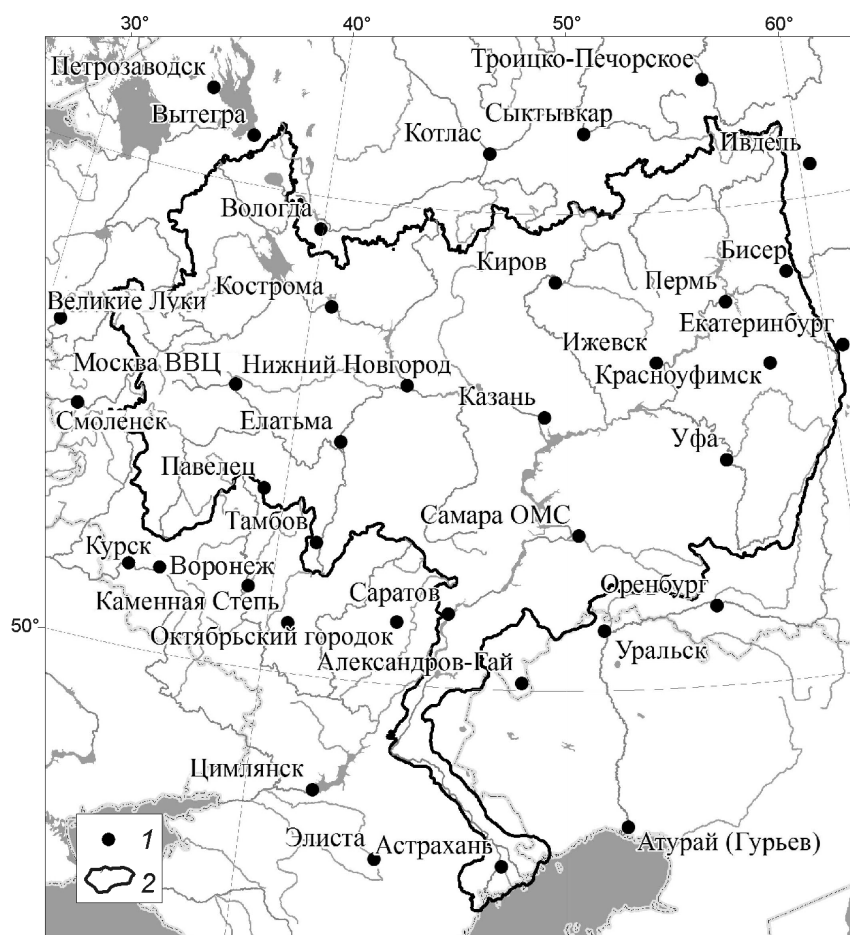 30°
40°
50°
60°
Петрозаводск
Троицко-Печорское
Вытегра
Сыктывкар
Котлас
Ивдель
Вологда
Бисер
Киров
Пермь
Кострома
Великие Луки
Екатеринбург
Ижевск
Москва ВВЦ
Нижний Новгород
Красноуфимск
Казань
Смоленск
Елатьма
Уфа
Павелец
Самара ОМС
Тамбов
Курск
Воронеж
Оренбург
Каменная Степь
Саратов
50°
Октябрьский городок
Уральск
Александров-Гай
Цимлянск
1
Элиста
Астрахань
Атурай (Гурьев)
2